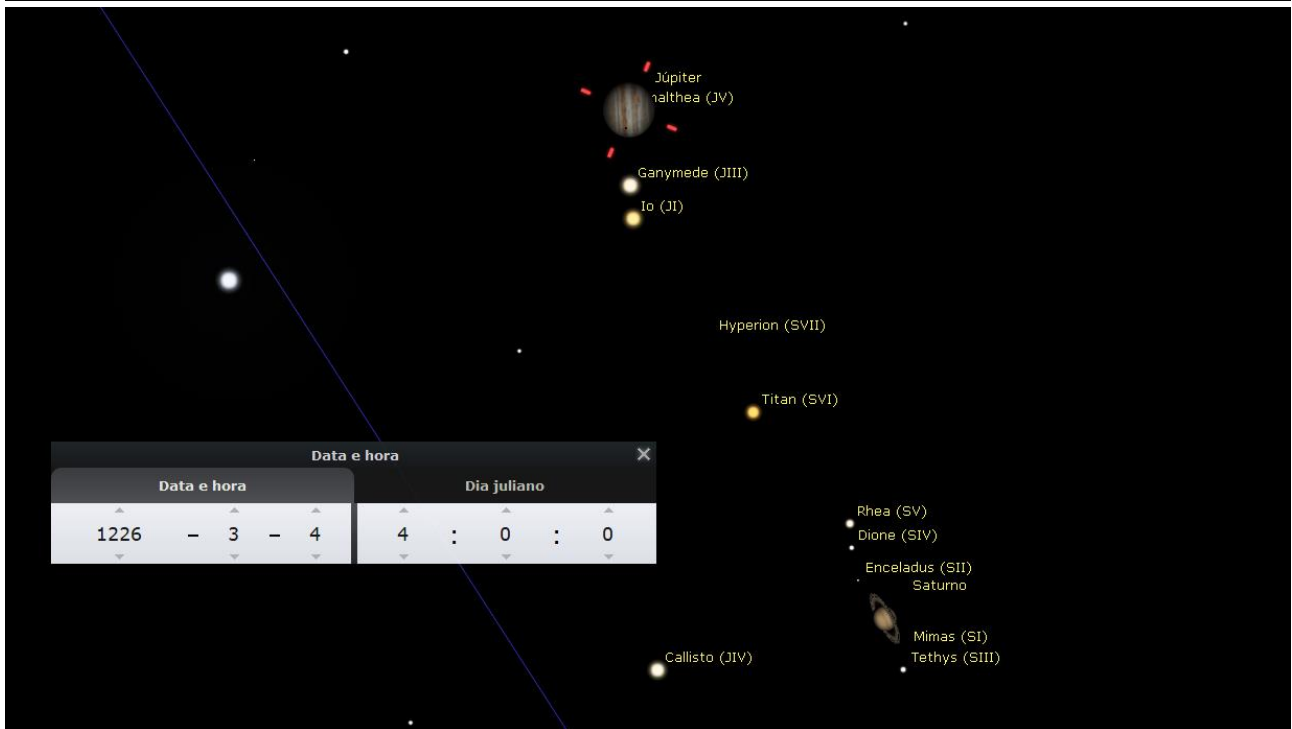 Júpiter
althea (JV)
Ganymede (JIII)
Io (JI)
Hyperion (SVII)
Titan (SVI)
Data e hora
Data e hora Dia juliano
1226 - 3 - 4 4 : 0 : 0
Rhea (SV)
Dione (SIV)
Enceladus (SII)
Saturno
Mimas (SI)
Callisto (JIV)
Tethys (SIII)